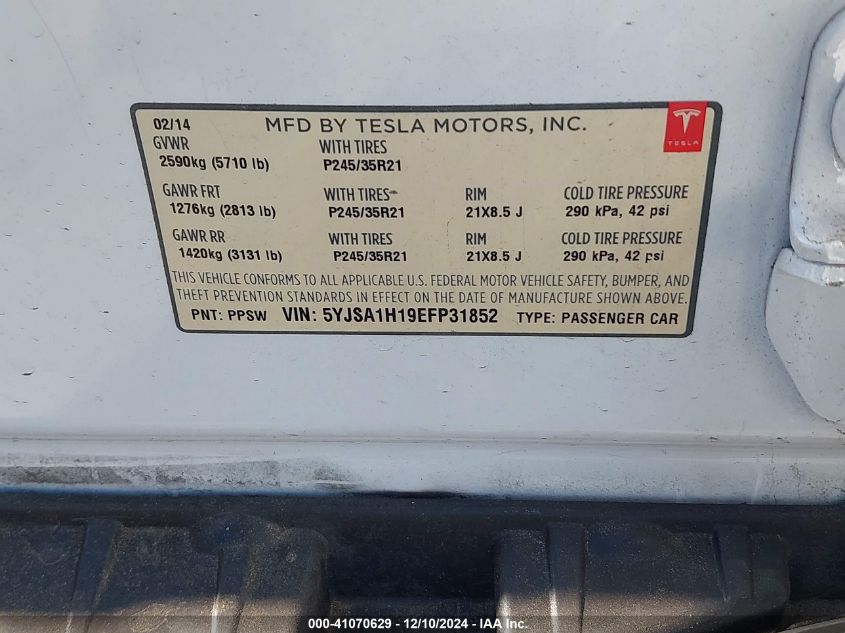 02/14 MFD BY TESLA MOTORS, INC.
TESLA
GVWR WITH TIRES
2590kg (5710 lb) P245/35R21
GAWR FRT WITH TIRES RIM COLD TIRE PRESSURE
1276kg (2813 lb) P245/35R21 21X8.5 J 290 kPa, 42 psi
GAWR RR WITH TIRES RIM COLD TIRE PRESSURE
1420kg (3131 lb) P245/35R21 21X8.5 J 290 kPa, 42 psi
THIS VEHICLE CONFORMS TO ALL APPLICABLE U.S. FEDERAL MOTOR VEHICLE SAFETY, BUMPER, AND
THEFT PREVENTION STANDARDS IN EFFECT ON THE DATE OF MANUFACTURE SHOWN ABOVE.
PNT: PPSW VIN: 5YJSA1H19EFP31852 TYPE: PASSENGER CAR
000-41070629 - 12/10/2024 - IAA Inc.